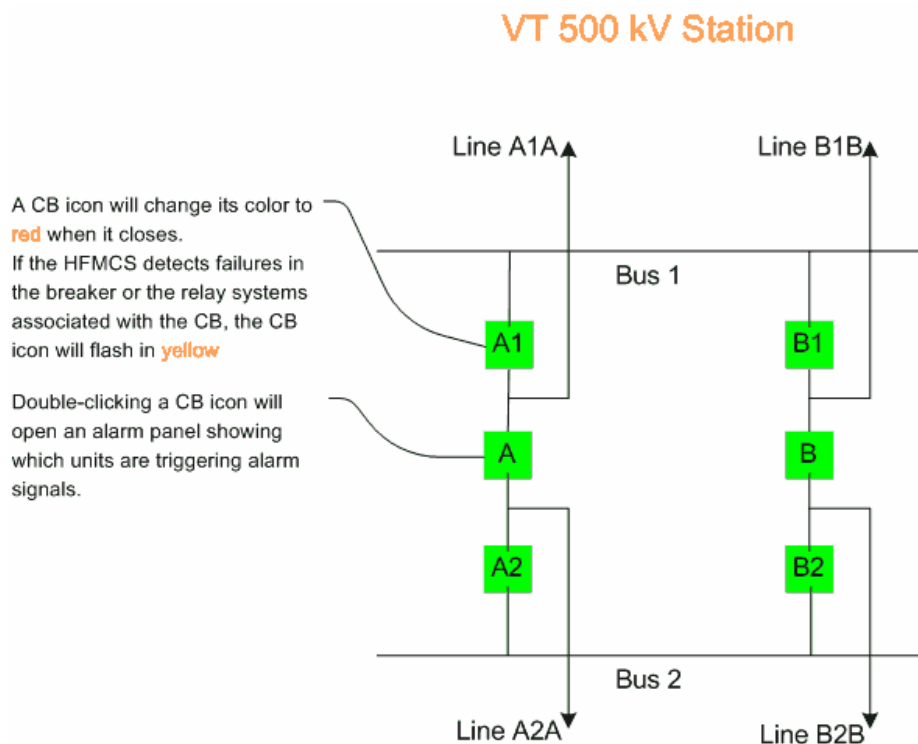 VT 500 kV Station
Line A1A
Line B1B
A CB icon will change its color to
red when it closes.
If the HFMCS detects failures in
the breaker or the relay systems
associated with the CB, the CB
icon will flash in yellow
Bus 1
A1
B1
Double-clicking a CB icon will
open an alarm panel showing
which units are triggering alarm
signals.
A
B
A2
B2
Bus 2
Line A2A
Line B2B